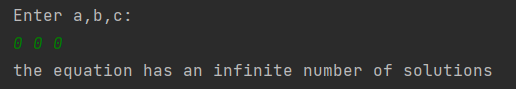 Enter a,b,c:
0 0 0
the equation has an infinite number of solutions